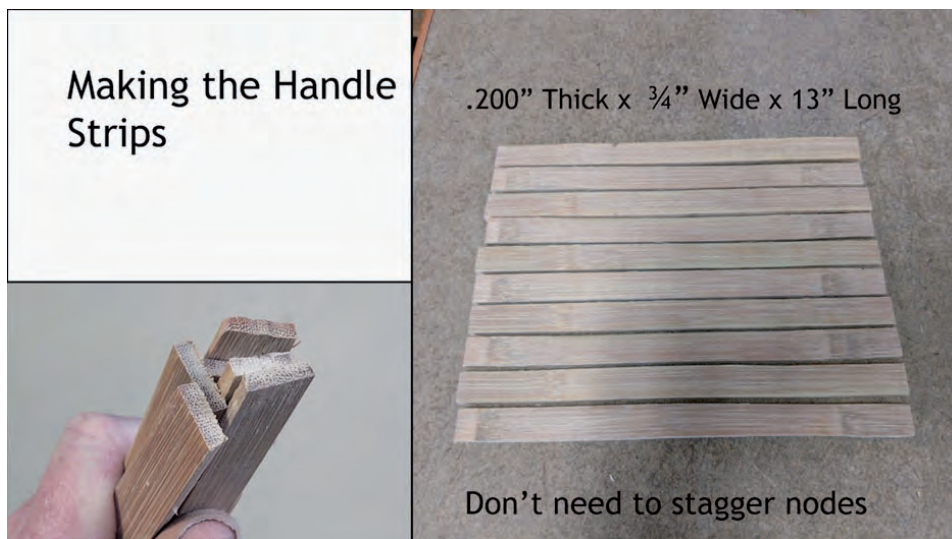 Making the Handle
Strips
.200” Thick x ¾” Wide x 13” Long
Don’t need to stagger nodes